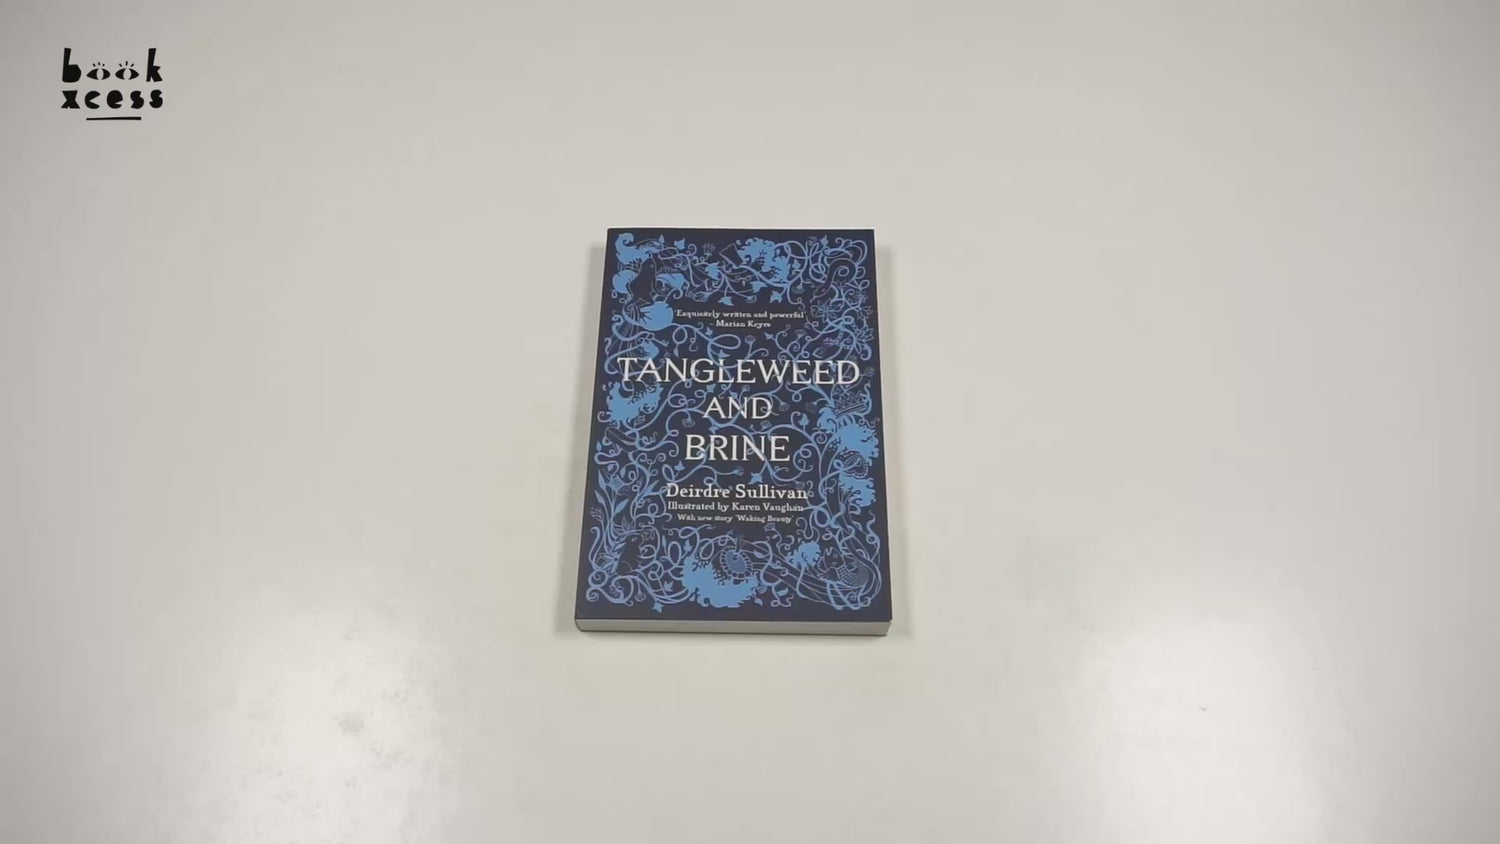 book
xcess
'Exquisitely written and powerful'
- Marian Keyes
TANGLEWEED
AND
BRINE
Deirdre Sullivan
Illustrated by Karen Vaughan
With new story 'Waking Beauty'